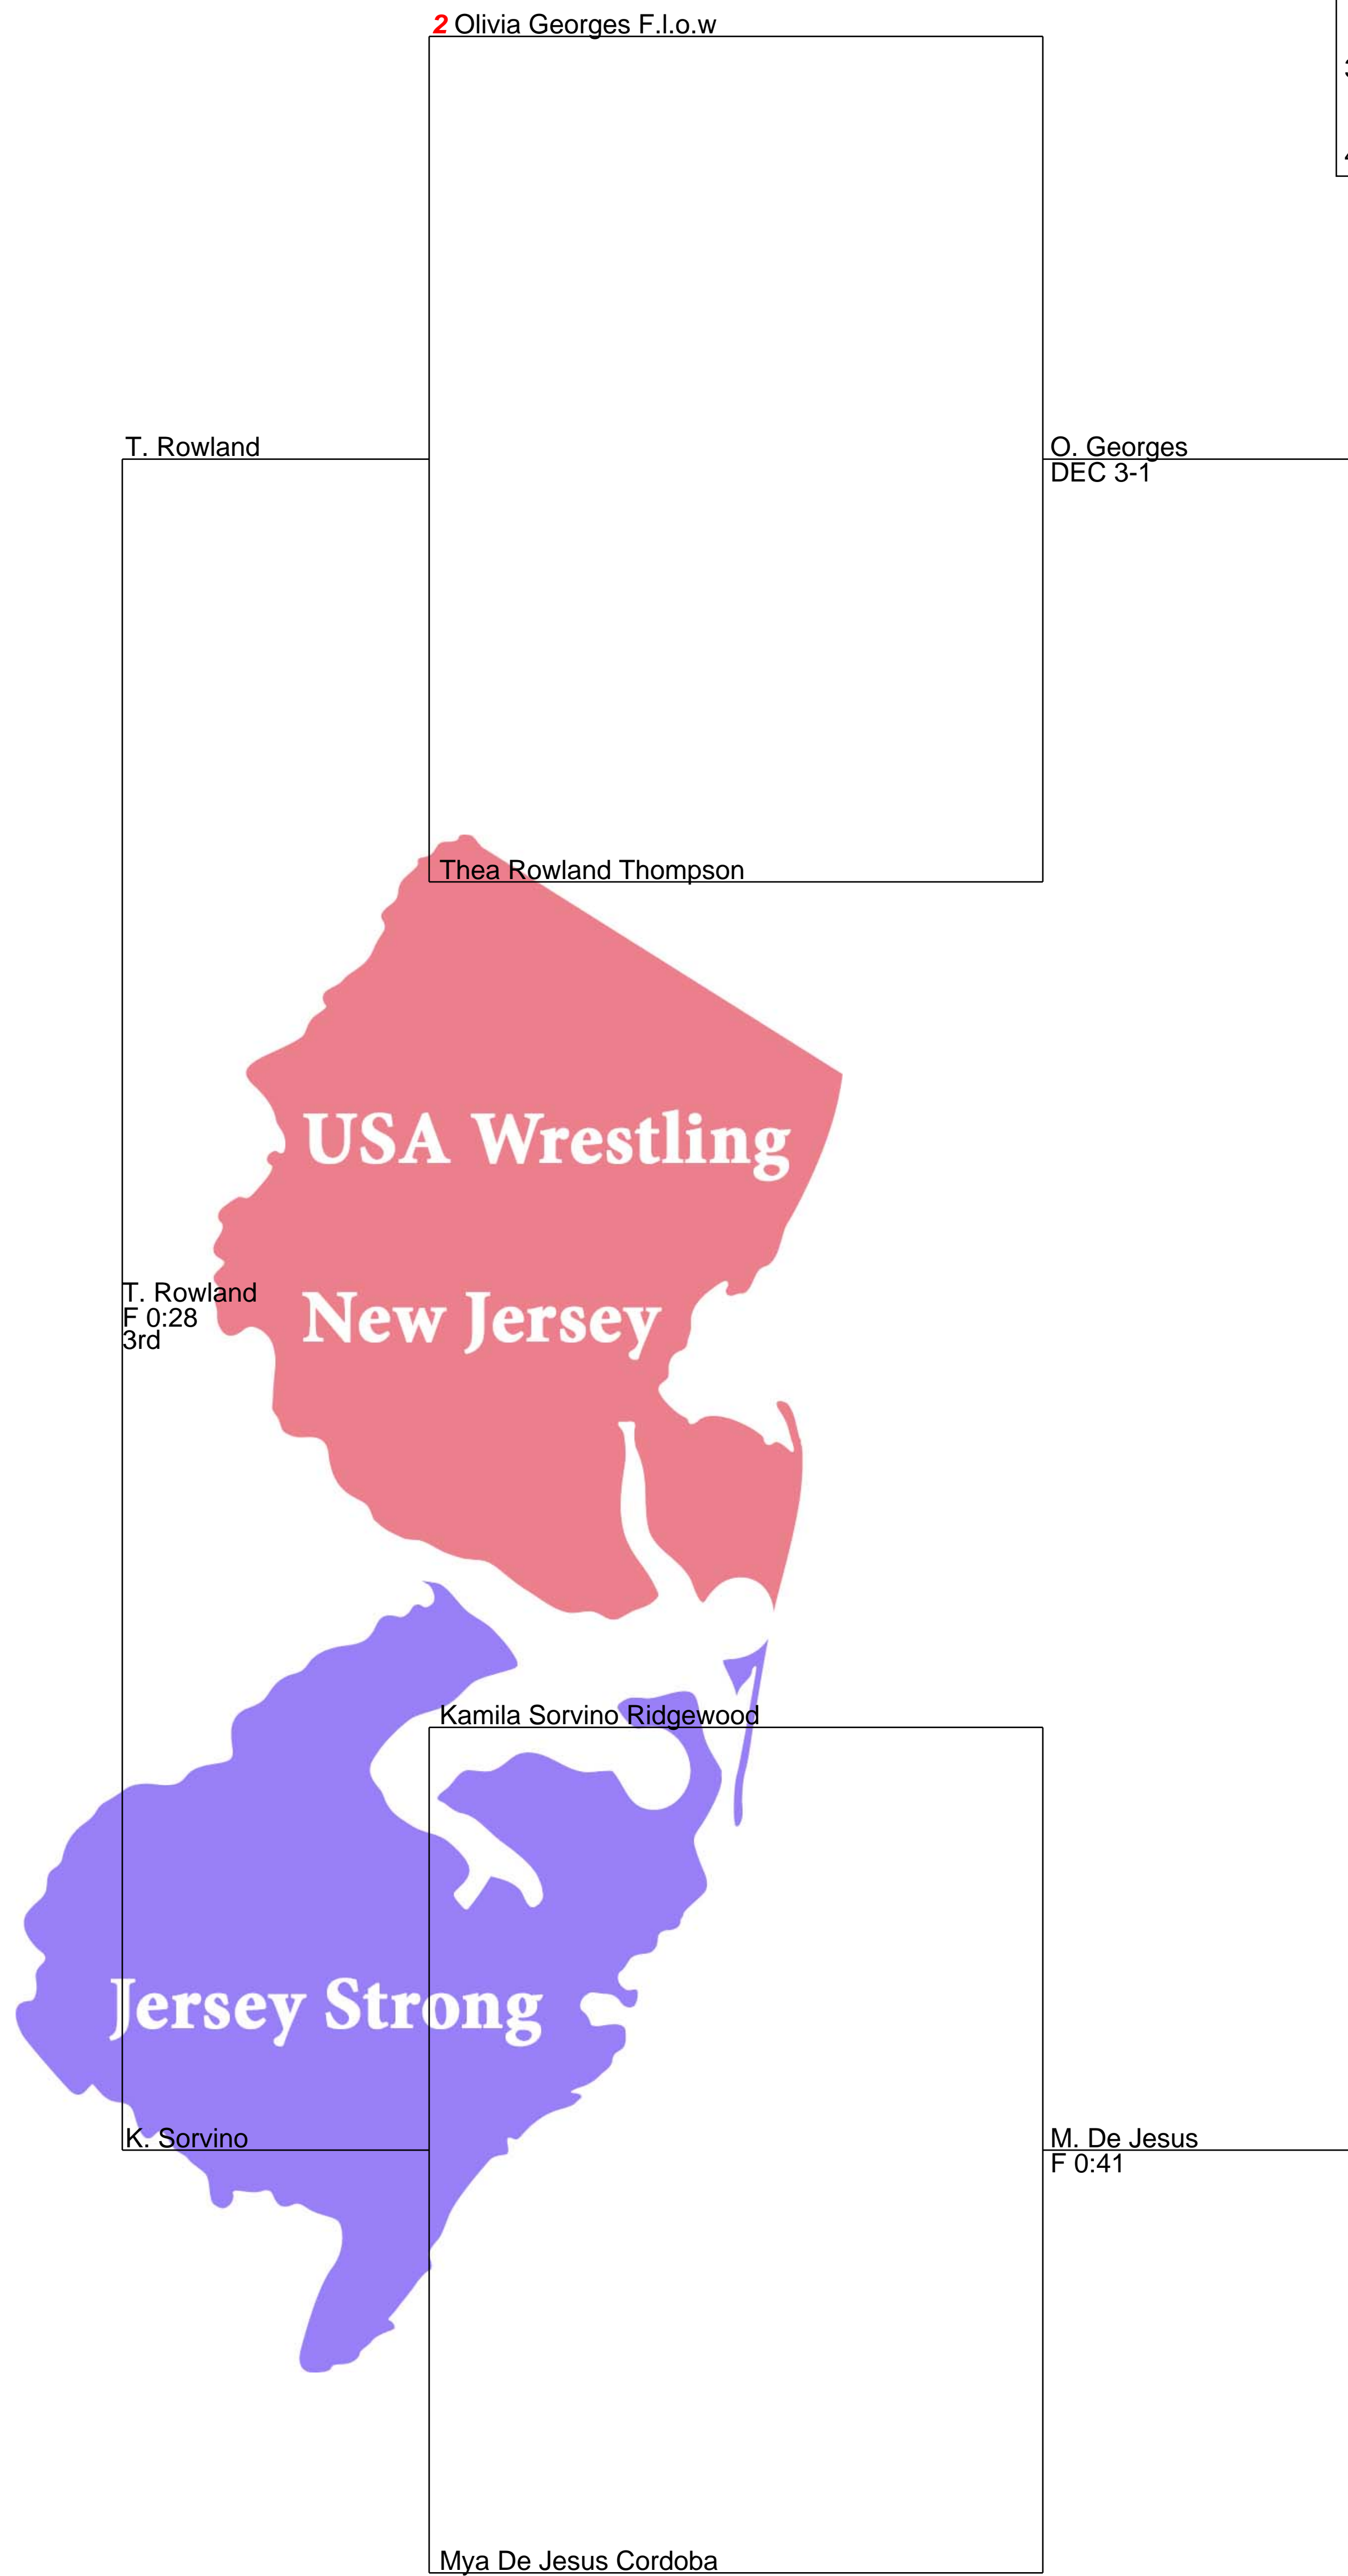 2 Olivia Georges F.l.o.w
T. Rowland
O. Georges
DEC 3-1
Thea Rowland Thompson
USA Wrestling
New Jersey
T. Rowland
F 0:28
3rd
Kamila Sorvino Ridgewood
Jersey Strong
K. Sorvino
M. De Jesus
F 0:41
Mya De Jesus Cordoba